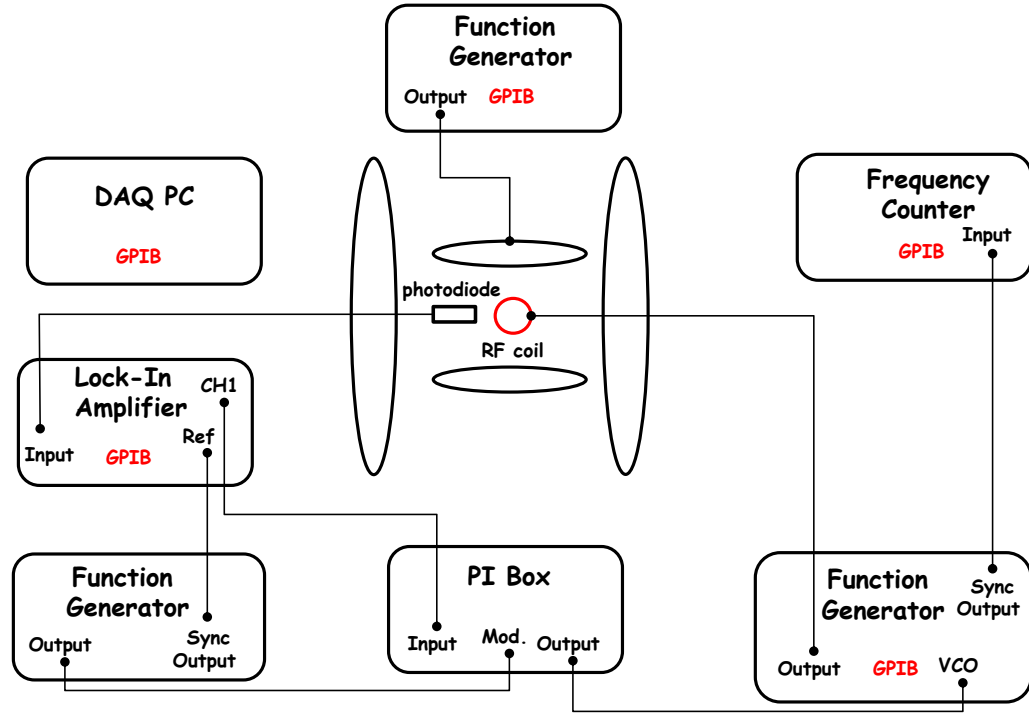 Function
Generator
Output GPIB
DAQ PC
GPIB
Frequency
Counter
Input
GPIB
photodiode
RF coil
Lock-In
Amplifier
CH1
Ref
Input
GPIB
Function
Generator
Output
Sync
Output
PI Box
Input
Mod.
Output
Function
Generator
Sync
Output
Output
GPIB
VCO